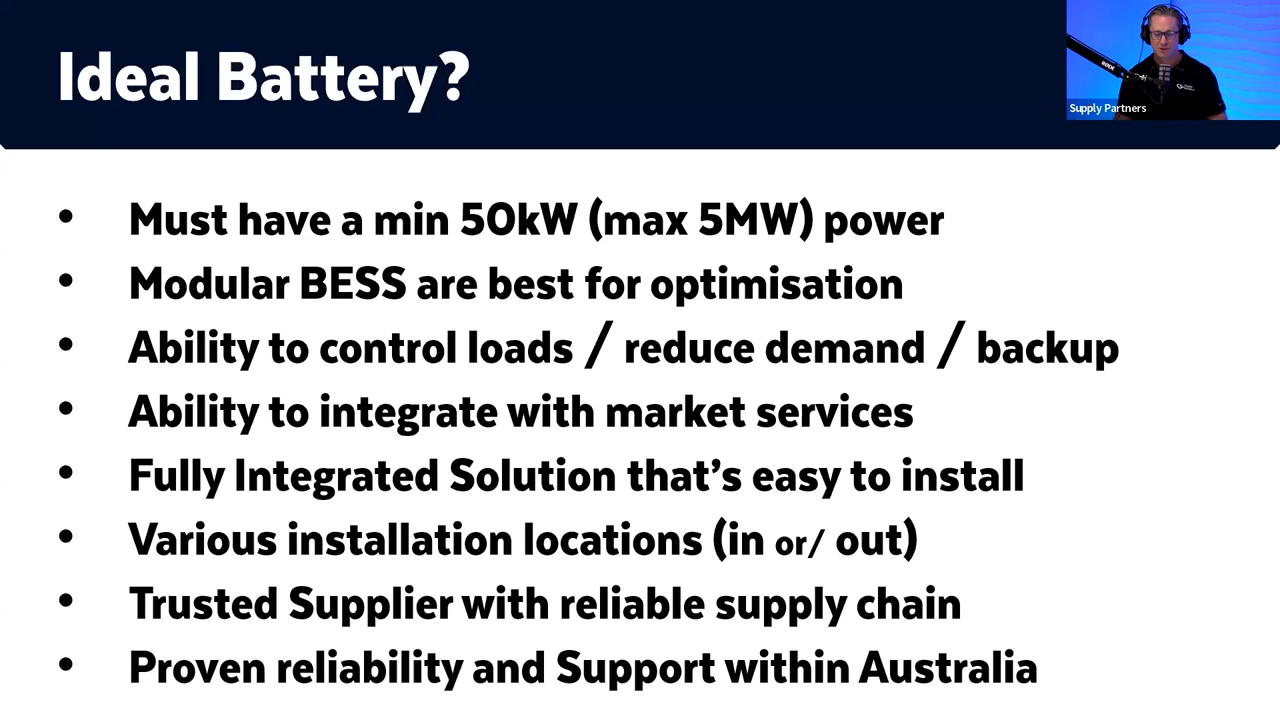 Ideal Battery?
Supply Partners
• Must have a min 50kW (max 5MW) power
• Modular BESS are best for optimisation
• Ability to control loads / reduce demand / backup
• Ability to integrate with market services
• Fully Integrated Solution that’s easy to install
• Various installation locations (in or/ out)
• Trusted Supplier with reliable supply chain
• Proven reliability and Support within Australia